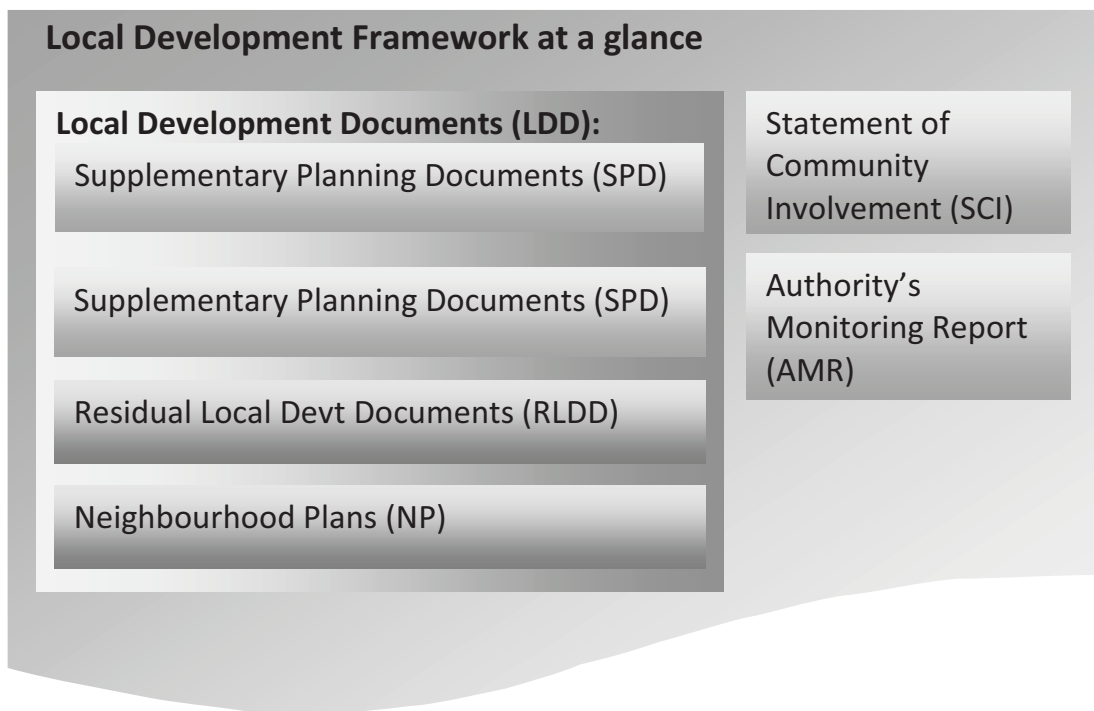 Local Development Framework at a glance
Local Development Documents (LDD):
Supplementary Planning Documents (SPD)
Supplementary Planning Documents (SPD)
Residual Local Devt Documents (RLDD)
Neighbourhood Plans (NP)
Statement of
Community
Involvement (SCI)
Authority’s
Monitoring Report
(AMR)